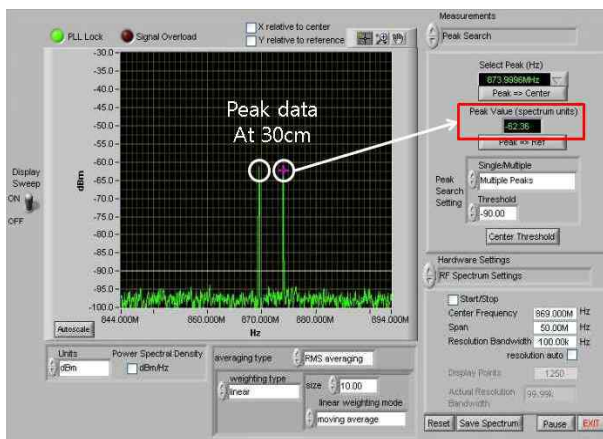 PLL Lock
Signal Overload
X relative to center
Y relative to reference
Measurements
Peak Search
Select Peak (Hz)
873.9996MHz
Peak => Center
Peak Value (spectrum units)
-62.36
Peak => Ref
Single/Multiple
Peak Search Setting
Multiple Peaks
Threshold
-90.00
Center Threshold
Peak data
At 30cm
Display
Sweep
ON
OFF
dBm
-30.0
-35.0
-40.0
-45.0
-50.0
-55.0
-60.0
-65.0
-70.0
-75.0
-80.0
-85.0
-90.0
-95.0
-100.0
844.000M
860.000M
870.000M
880.000M
894.000M
Hz
Autoscale
Hardware Settings
RF Spectrum Settings
Start/Stop
Center Frequency 869.000M Hz
Span 50.00M Hz
Resolution Bandwidth 100.00k Hz
resolution auto
Display Points 1250
Actual Resolution
Bandwidth
99.99k
Units
dBm
Power Spectral Density
dBm/Hz
averaging type
RMS averaging
weighting type
linear
size 10.00
linear weighting mode
moving average
Reset
Save Spectrum
Pause
EXIT